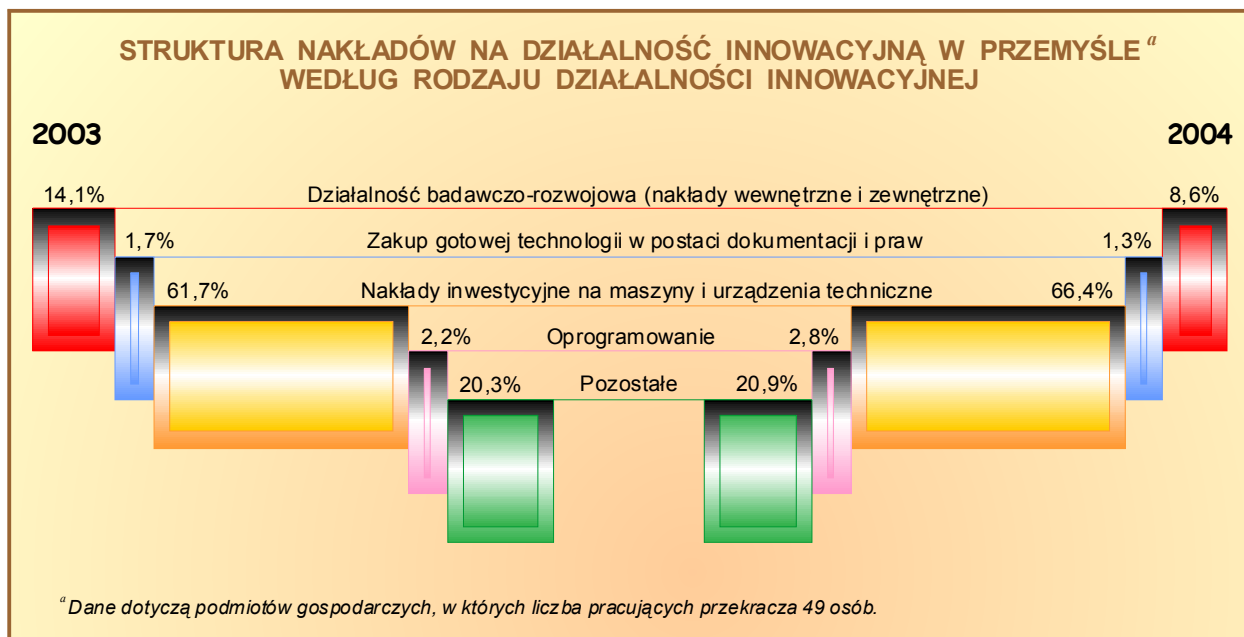 STRUKTURA NAKŁADÓW NA DZIAŁALNOŚĆ INNOWACYJNĄ W PRZEMYŚLE a
WEDŁUG RODZAJU DZIAŁALNOŚCI INNOWACYJNEJ
2003 2004
14,1% Działalność badawczo-rozwojowa (nakłady wewnętrzne i zewnętrzne) 8,6%
1,7% Zakup gotowej technologii w postaci dokumentacji i praw 1,3%
61,7% Nakłady inwestycyjne na maszyny i urządzenia techniczne 66,4%
2,2% Oprogramowanie 2,8%
20,3% Pozostałe 20,9%
a Dane dotyczą podmiotów gospodarczych, w których liczba pracujących przekracza 49 osób.